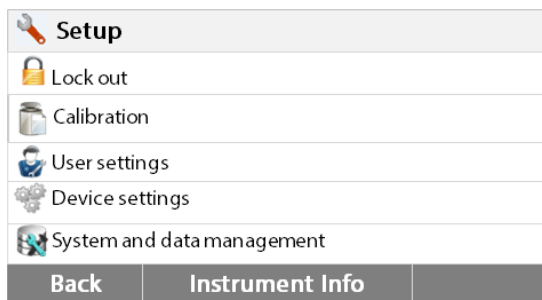 Setup
Lock out
Calibration
User settings
Device settings
System and data management
Back Instrument Info